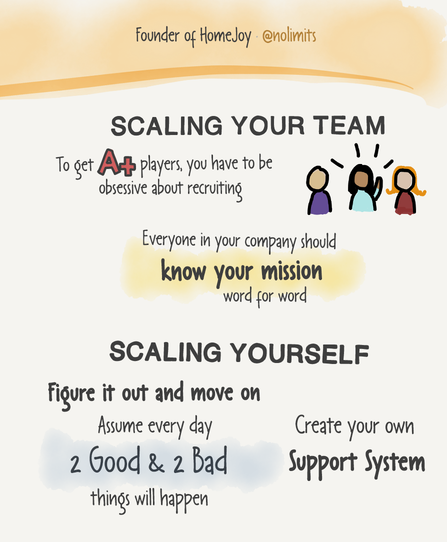 Founder of HomeJoy · @nolimits
SCALING YOUR TEAM
To get A+ players, you have to be
obsessive about recruiting
Everyone in your company should
know your mission
word for word
SCALING YOURSELF
Figure it out and move on
Assume every day
2 Good & 2 Bad
things will happen
Create your own
Support System